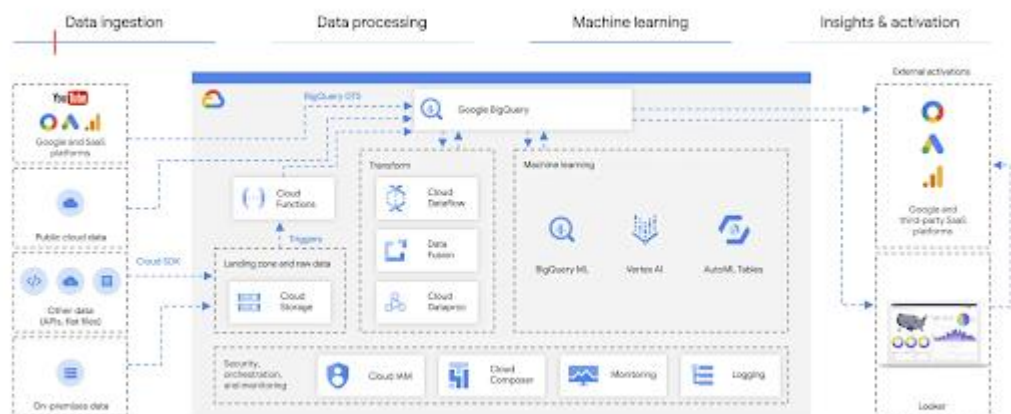 Data ingestion
Data processing
Machine learning
Insights & activation
YouTube
Google and SaaS
platforms
Public cloud data
Other data
(APIs, flat files)
On-premises data
BigQuery DTS
Cloud SDK
Google BigQuery
Cloud
Functions
Triggers
Landing zone and raw data
Cloud
Storage
Transform
Cloud
Dataflow
Data
Fusion
Cloud
Dataproc
Machine learning
BigQuery ML
Vertex AI
AutoML Tables
Security,
orchestration,
and monitoring
Cloud IAM
Cloud
Composer
Monitoring
Logging
External activations
Google and
third-party SaaS
platforms
Looker